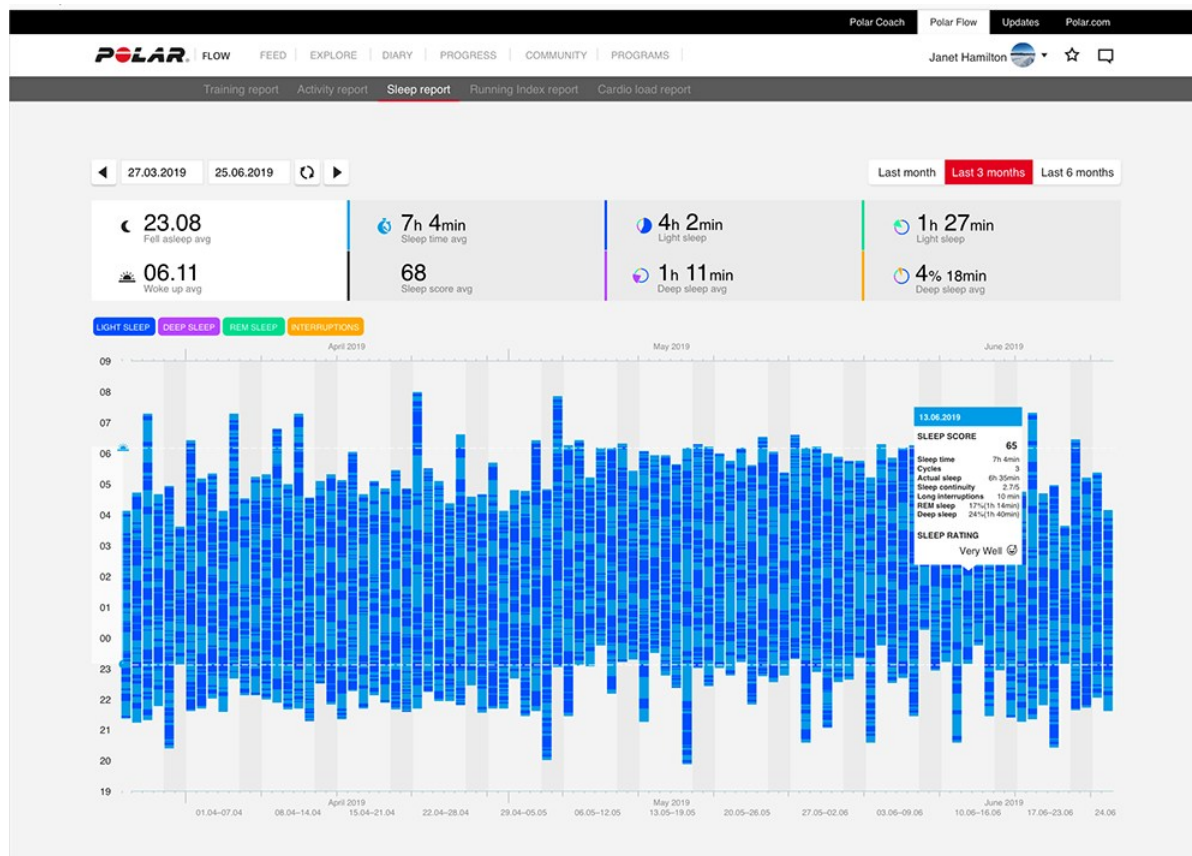 Polar Coach Polar Flow Updates Polar.com
POLAR. FLOW FEED EXPLORE DIARY PROGRESS COMMUNITY PROGRAMS Janet Hamilton
Training report Activity report Sleep report Running Index report Cardio load report
27.03.2019 25.06.2019 Last month Last 3 months Last 6 months
23.08 7h 4min 4h 2min 1h 27min
Fell asleep avg Sleep time avg Light sleep Light sleep
06.11 68 1h 11min 4% 18min
Woke up avg Sleep score avg Deep sleep avg Deep sleep avg
LIGHT SLEEP DEEP SLEEP REM SLEEP INTERRUPTIONS
April 2019 May 2019 June 2019
09
08
07
06
05
04
03
02
01
00
23
22
21
20
19
13.06.2019
SLEEP SCORE
65
Sleep time 7h 4min
Cycles 3
Actual sleep 6h 35min
Sleep continuity 2.7/5
Long interruptions 10 min
REM sleep 17%(1h 14min)
Deep sleep 24%(1h 40min)
SLEEP RATING
Very Well
April 2019 May 2019 June 2019
01.04–07.04 08.04–14.04 15.04–21.04 22.04–28.04 29.04–05.05 06.05–12.05 13.05–19.05 20.05–26.05 27.05–02.06 03.06–09.06 10.06–16.06 17.06–23.06 24.06